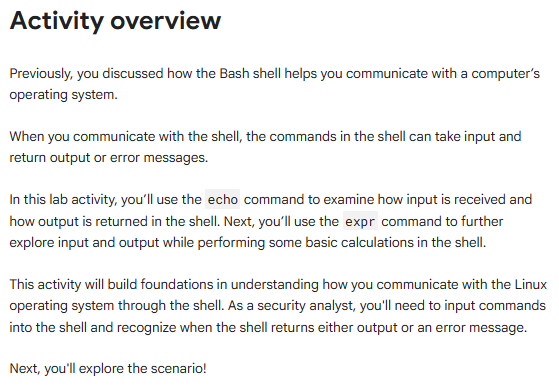 Activity overview
Previously, you discussed how the Bash shell helps you communicate with a computer's
operating system.
When you communicate with the shell, the commands in the shell can take input and
return output or error messages.
In this lab activity, you'll use the echo command to examine how input is received and
how output is returned in the shell. Next, you'll use the expr command to further
explore input and output while performing some basic calculations in the shell.
This activity will build foundations in understanding how you communicate with the Linux
operating system through the shell. As a security analyst, you'll need to input commands
into the shell and recognize when the shell returns either output or an error message.
Next, you'll explore the scenario!